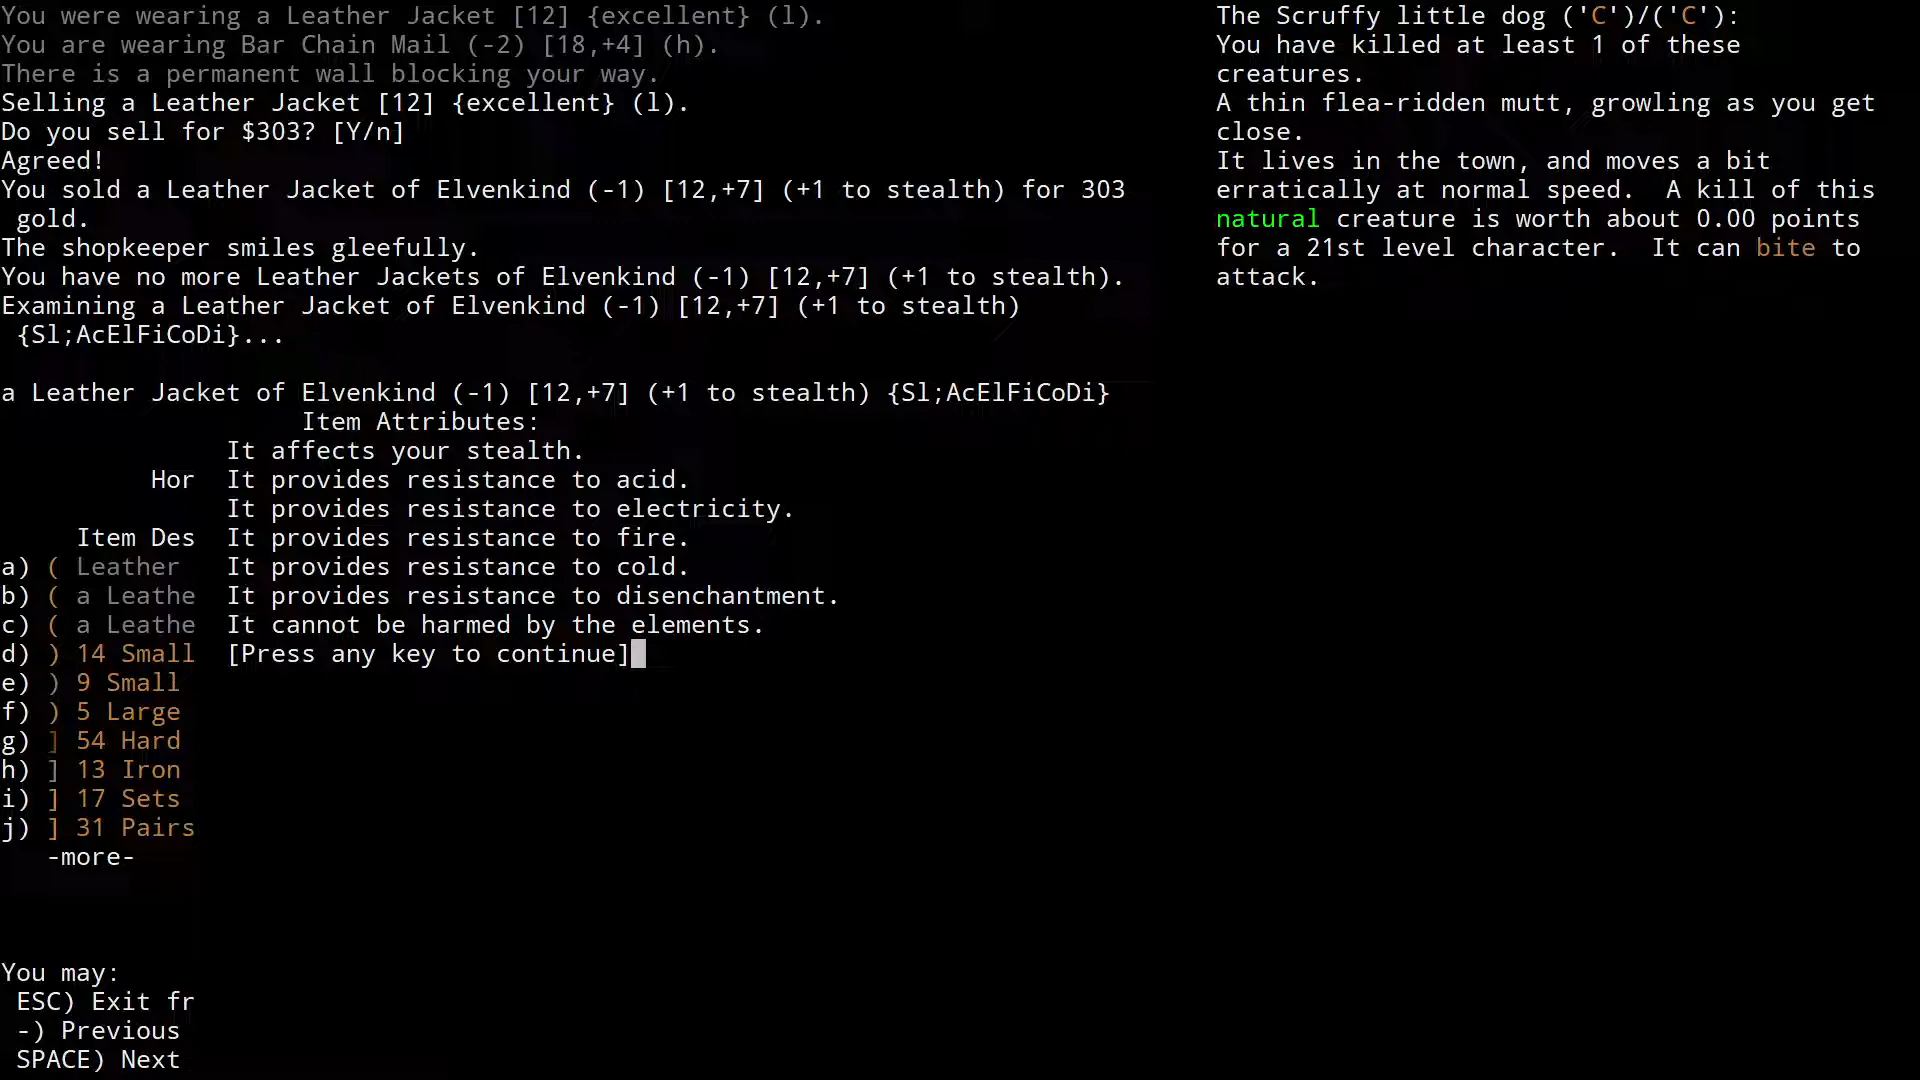 You were wearing a Leather Jacket [12] {excellent} (l).
You are wearing Bar Chain Mail (-2) [18,+4] (h).
There is a permanent wall blocking your way.
Selling a Leather Jacket [12] {excellent} (l).
Do you sell for $303? [Y/n]
Agreed!
You sold a Leather Jacket of Elvenkind (-1) [12,+7] (+1 to stealth) for 303
gold.
The shopkeeper smiles gleefully.
You have no more Leather Jackets of Elvenkind (-1) [12,+7] (+1 to stealth).
Examining a Leather Jacket of Elvenkind (-1) [12,+7] (+1 to stealth)
{Sl;AcElFiCoDi}...
a Leather Jacket of Elvenkind (-1) [12,+7] (+1 to stealth) {Sl;AcElFiCoDi}
Item Attributes:
It affects your stealth.
Hor It provides resistance to acid.
It provides resistance to electricity.
Item Des It provides resistance to fire.
a) ( Leather It provides resistance to cold.
b) ( a Leathe It provides resistance to disenchantment.
c) ( a Leathe It cannot be harmed by the elements.
d) ) 14 Small [Press any key to continue]
e) ) 9 Small
f) ) 5 Large
g) ] 54 Hard
h) ] 13 Iron
i) ] 17 Sets
j) ] 31 Pairs
-more-
You may:
ESC) Exit fr
-) Previous
SPACE) Next
The Scruffy little dog ('C')/('C'):
You have killed at least 1 of these
creatures.
A thin flea-ridden mutt, growling as you get
close.
It lives in the town, and moves a bit
erratically at normal speed.  A kill of this
natural creature is worth about 0.00 points
for a 21st level character.  It can bite to
attack.